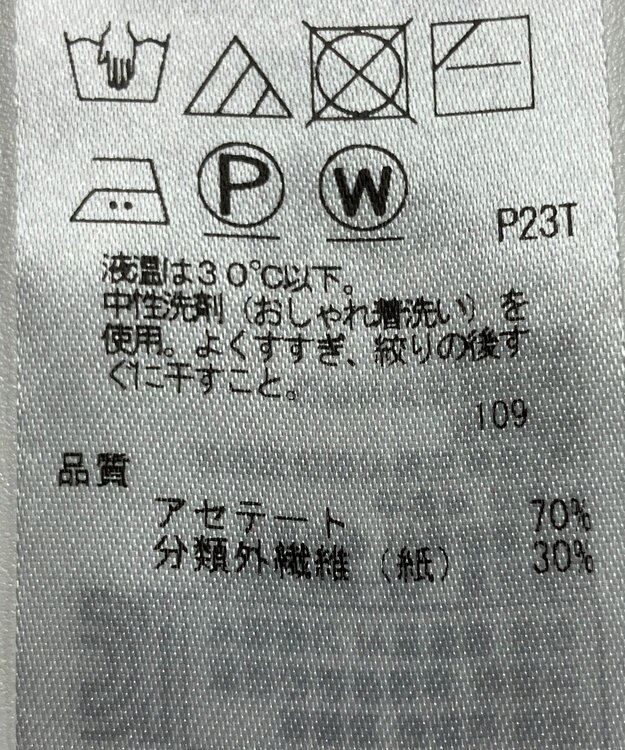 P W
P23T
液温は30℃以下。
中性洗剤（おしゃれ着洗い）を
使用。よくすすぎ、絞りの後す
ぐに干すこと。
109
品質
アセテート 70%
分類外繊維（紙） 30%